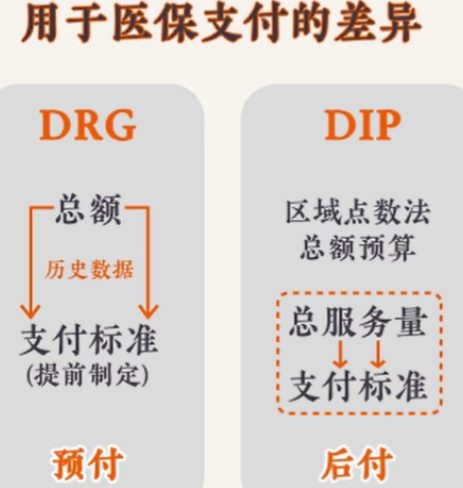 用于医保支付的差异
DRG
总额
历史数据
支付标准
(提前制定)
预付
DIP
区域点数法
总额预算
总服务量
支付标准
后付